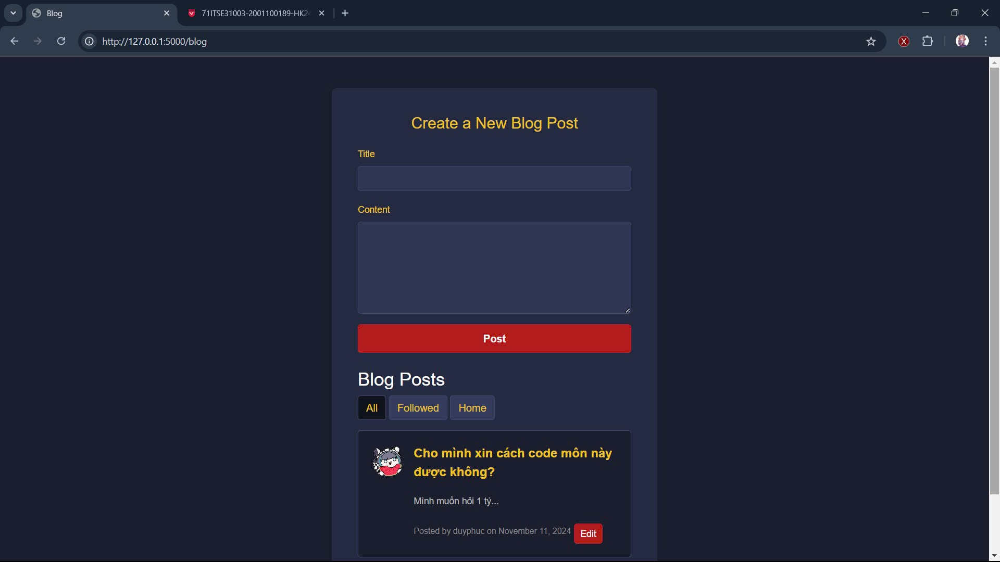 Blog
71ITSE31003-2001100189-HK2
http://127.0.0.1:5000/blog
X
Create a New Blog Post
Title
Content
Post
Blog Posts
All Followed Home
Cho mình xin cách code môn này
được không?
Mình muốn hỏi 1 tý...
Posted by duyphuc on November 11, 2024 Edit